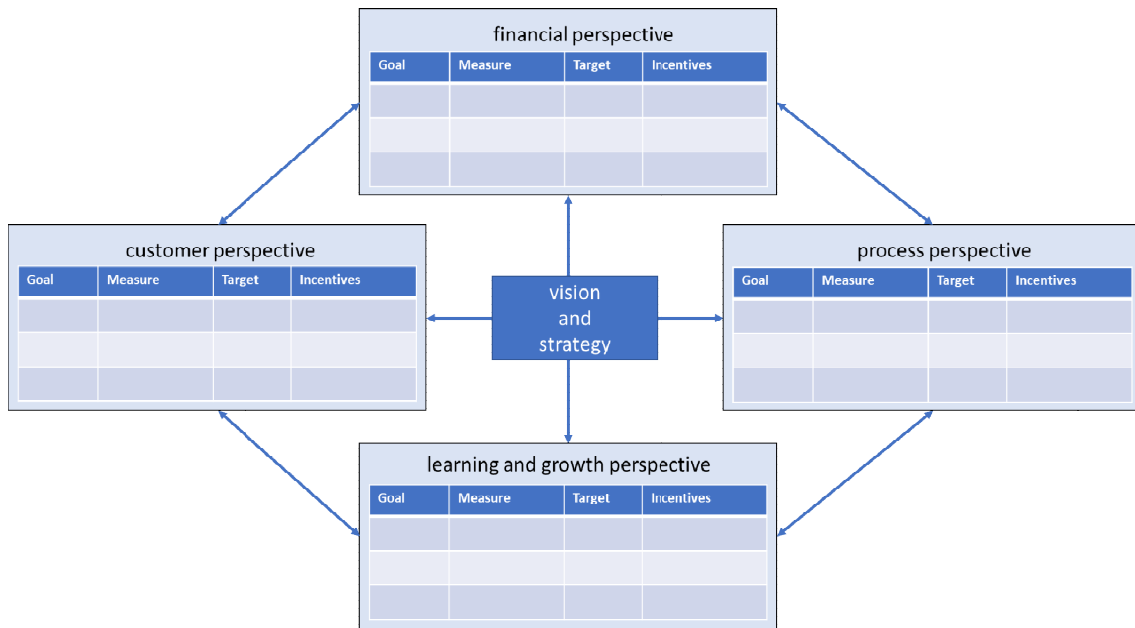 financial perspective
Goal Measure Target Incentives
customer perspective
Goal Measure Target Incentives
vision
and
strategy
process perspective
Goal Measure Target Incentives
learning and growth perspective
Goal Measure Target Incentives